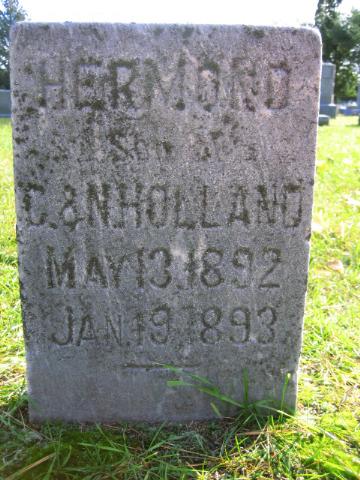 HERMOND
Son of
C. & N. HOLLAND
MAY 13, 1892
JAN. 19, 1893